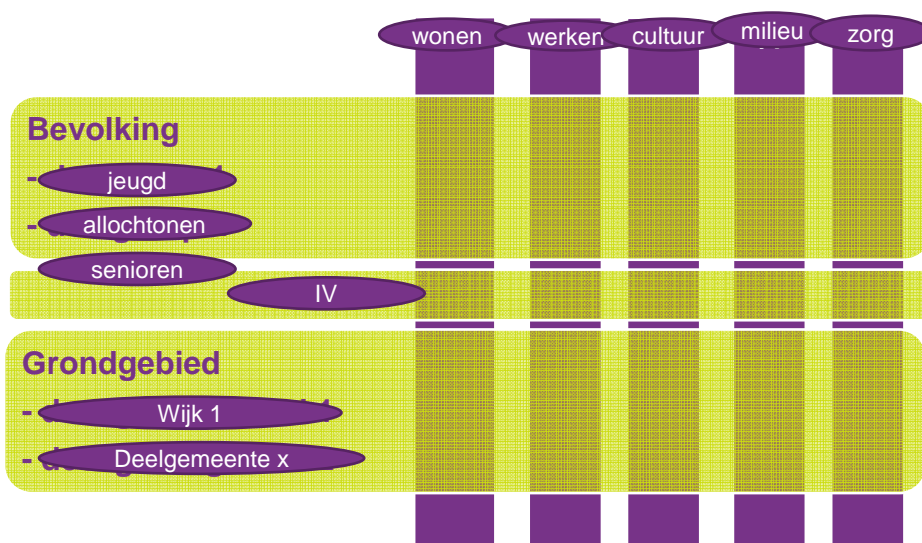 wonen werken cultuur milieu zorg
Bevolking
- jeugd
- allochtonen
senioren
IV
Grondgebied
- Wijk 1
- Deelgemeente x